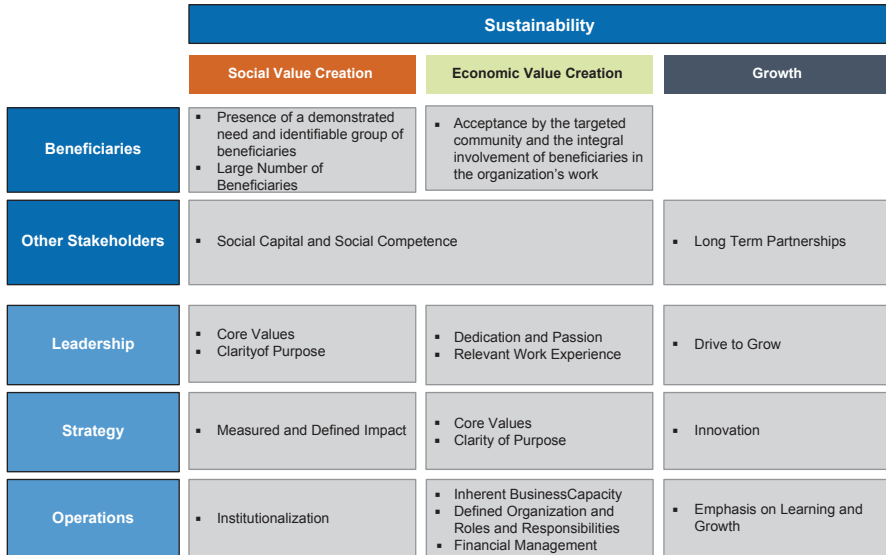 Sustainability
Social Value Creation
Economic Value Creation
Growth
Beneficiaries
▪ Presence of a demonstrated
need and identifiable group of
beneficiaries
▪ Large Number of
Beneficiaries
▪ Acceptance by the targeted
community and the integral
involvement of beneficiaries in
the organization's work
Other Stakeholders
▪ Social Capital and Social Competence
▪ Long Term Partnerships
Leadership
▪ Core Values
▪ Clarityof Purpose
▪ Dedication and Passion
▪ Relevant Work Experience
▪ Drive to Grow
Strategy
▪ Measured and Defined Impact
▪ Core Values
▪ Clarity of Purpose
▪ Innovation
Operations
▪ Institutionalization
▪ Inherent BusinessCapacity
▪ Defined Organization and
Roles and Responsibilities
▪ Financial Management
▪ Emphasis on Learning and
Growth